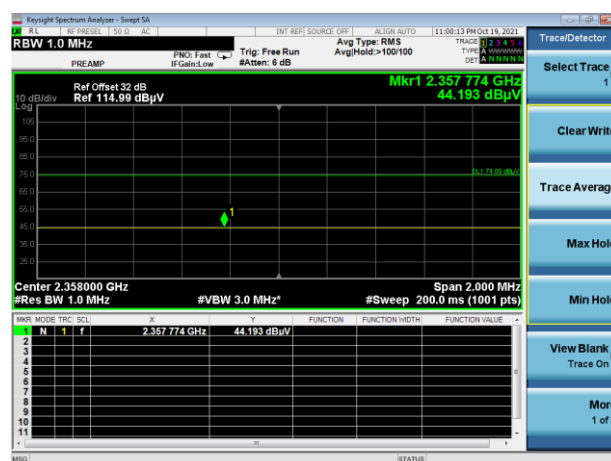 Keysight Spectrum Analyzer - Swept SA
RL RF PRESEL 50 Ω AC INT REF SOURCE OFF ALIGN AUTO 11:08:13 PM Oct 19, 2021
RBW 1.0 MHz
PNO: Fast
IFGain:Low
Trig: Free Run
#Atten: 6 dB
Avg Type: RMS
Avg|Hold:>100/100
TRACE 1 2 3 4 5 6
TYPE A WWWWW
DET A NNNNN
PREAMP
Trace/Detector
Select Trace
1
Clear Write
Trace Average
Max Hold
Min Hold
View Blank
Trace On
More
1 of
Ref Offset 32 dB
10 dB/div Ref 114.99 dBµV
Log
Mkr1 2.357 774 GHz
44.193 dBµV
105
95.0
85.0
75.0
65.0
55.0
45.0
35.0
25.0
DL1 74.00 dBµV
1
Center 2.358000 GHz Span 2.000 MHz
#Res BW 1.0 MHz #VBW 3.0 MHz* #Sweep 200.0 ms (1001 pts)
MKR MODE TRC SCL X Y FUNCTION FUNCTION WIDTH FUNCTION VALUE
1 N 1 f 2.357 774 GHz 44.193 dBµV
2
3
4
5
6
7
8
9
10
11
MSG STATUS